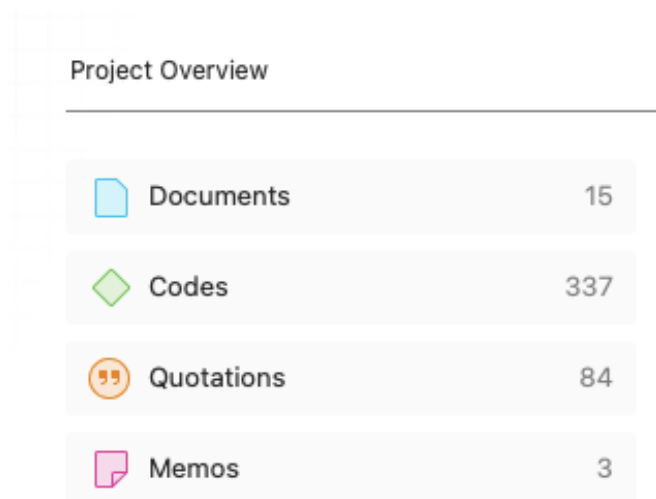 Project Overview
Documents 15
Codes 337
Quotations 84
Memos 3